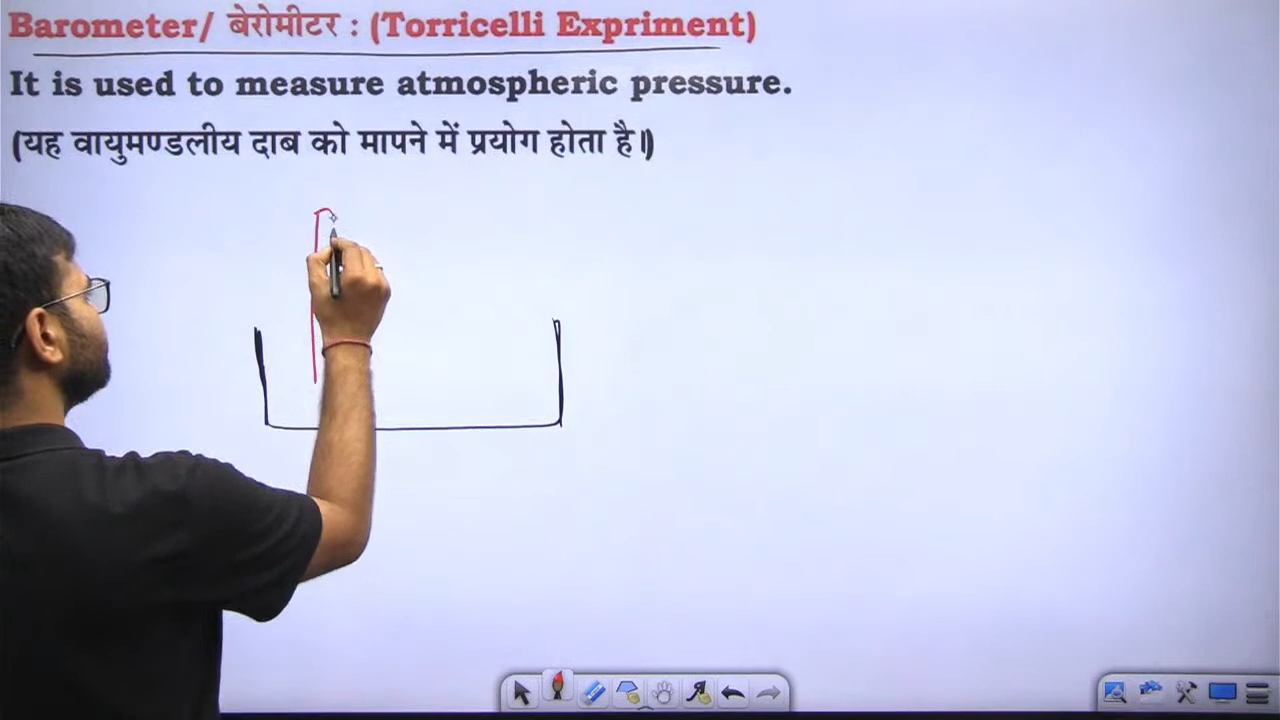 Barometer/ बेरोमीटर : (Torricelli Expriment)
It is used to measure atmospheric pressure.
(यह वायुमण्डलीय दाब को मापने में प्रयोग होता है।)